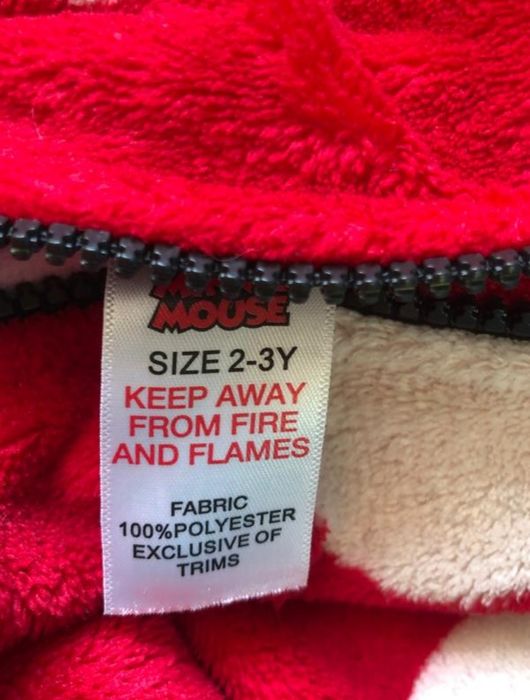 MOUSE
SIZE 2-3Y
KEEP AWAY
FROM FIRE
AND FLAMES
FABRIC
100%POLYESTER
EXCLUSIVE OF
TRIMS